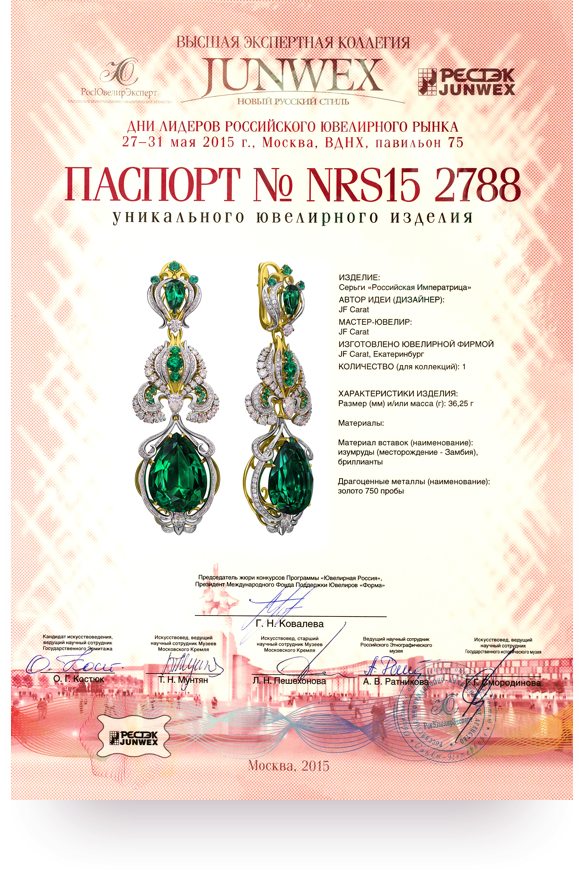 ВЫСШАЯ ЭКСПЕРТНАЯ КОЛЛЕГИЯ
РосЮвелирЭксперт
JUNWEX
НОВЫЙ РУССКИЙ СТИЛЬ
РЕСТЭК
JUNWEX
ДНИ ЛИДЕРОВ РОССИЙСКОГО ЮВЕЛИРНОГО РЫНКА
27–31 мая 2015 г., Москва, ВДНХ, павильон 75
ПАСПОРТ № NRS15 2788
уникального ювелирного изделия
ИЗДЕЛИЕ:
Серьги «Российская Императрица»
АВТОР ИДЕИ (ДИЗАЙНЕР):
JF Carat
МАСТЕР-ЮВЕЛИР:
JF Carat
ИЗГОТОВЛЕНО ЮВЕЛИРНОЙ ФИРМОЙ
JF Carat, Екатеринбург
КОЛИЧЕСТВО (для коллекций): 1
ХАРАКТЕРИСТИКИ ИЗДЕЛИЯ:
Размер (мм) и/или масса (г): 36,25 г
Материалы:
Материал вставок (наименование):
изумруды (месторождение - Замбия),
бриллианты
Драгоценные металлы (наименование):
золото 750 пробы
Председатель жюри конкурсов Программы «Ювелирная Россия»,
Президент Международного Фонда Поддержки Ювелиров «Форма»
Г. Н. Ковалева
Кандидат искусствоведения,
ведущий научный сотрудник
Государственного Эрмитажа
О. Г. Костюк
Искусствовед, ведущий
научный сотрудник Музеев
Московского Кремля
Т. Н. Мунтян
Искусствовед, старший
научный сотрудник Музеев
Московского Кремля
Л. Н. Пешехонова
Ведущий научный сотрудник
Российского Этнографического
музея
А. В. Ратникова
Искусствовед, ведущий
научный сотрудник
Государственного музея
Г. Г. Смородинова
РосЮвелирЭксперт
РЕСТЭК
JUNWEX
Москва, 2015